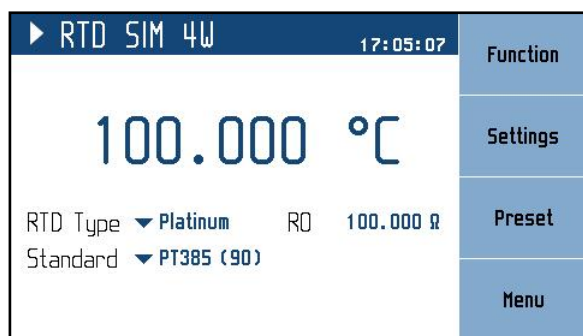 RTD SIM 4W 17:05:07
100.000 °C
RTD Type Platinum R0 100.000 Ω
Standard PT385 (90)
Function
Settings
Preset
Menu